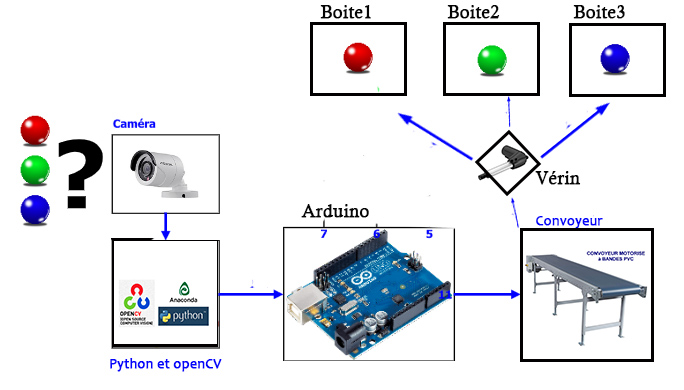 Boite1
Boite2
Boite3
?
Caméra
Vérin
Arduino
7
6
5
Convoyeur
CONVOYEUR MOTORISE
à BANDES PVC
11
OPENCV
(OPEN SOURCE
COMPUTER VISION)
Anaconda
python
Python et openCV